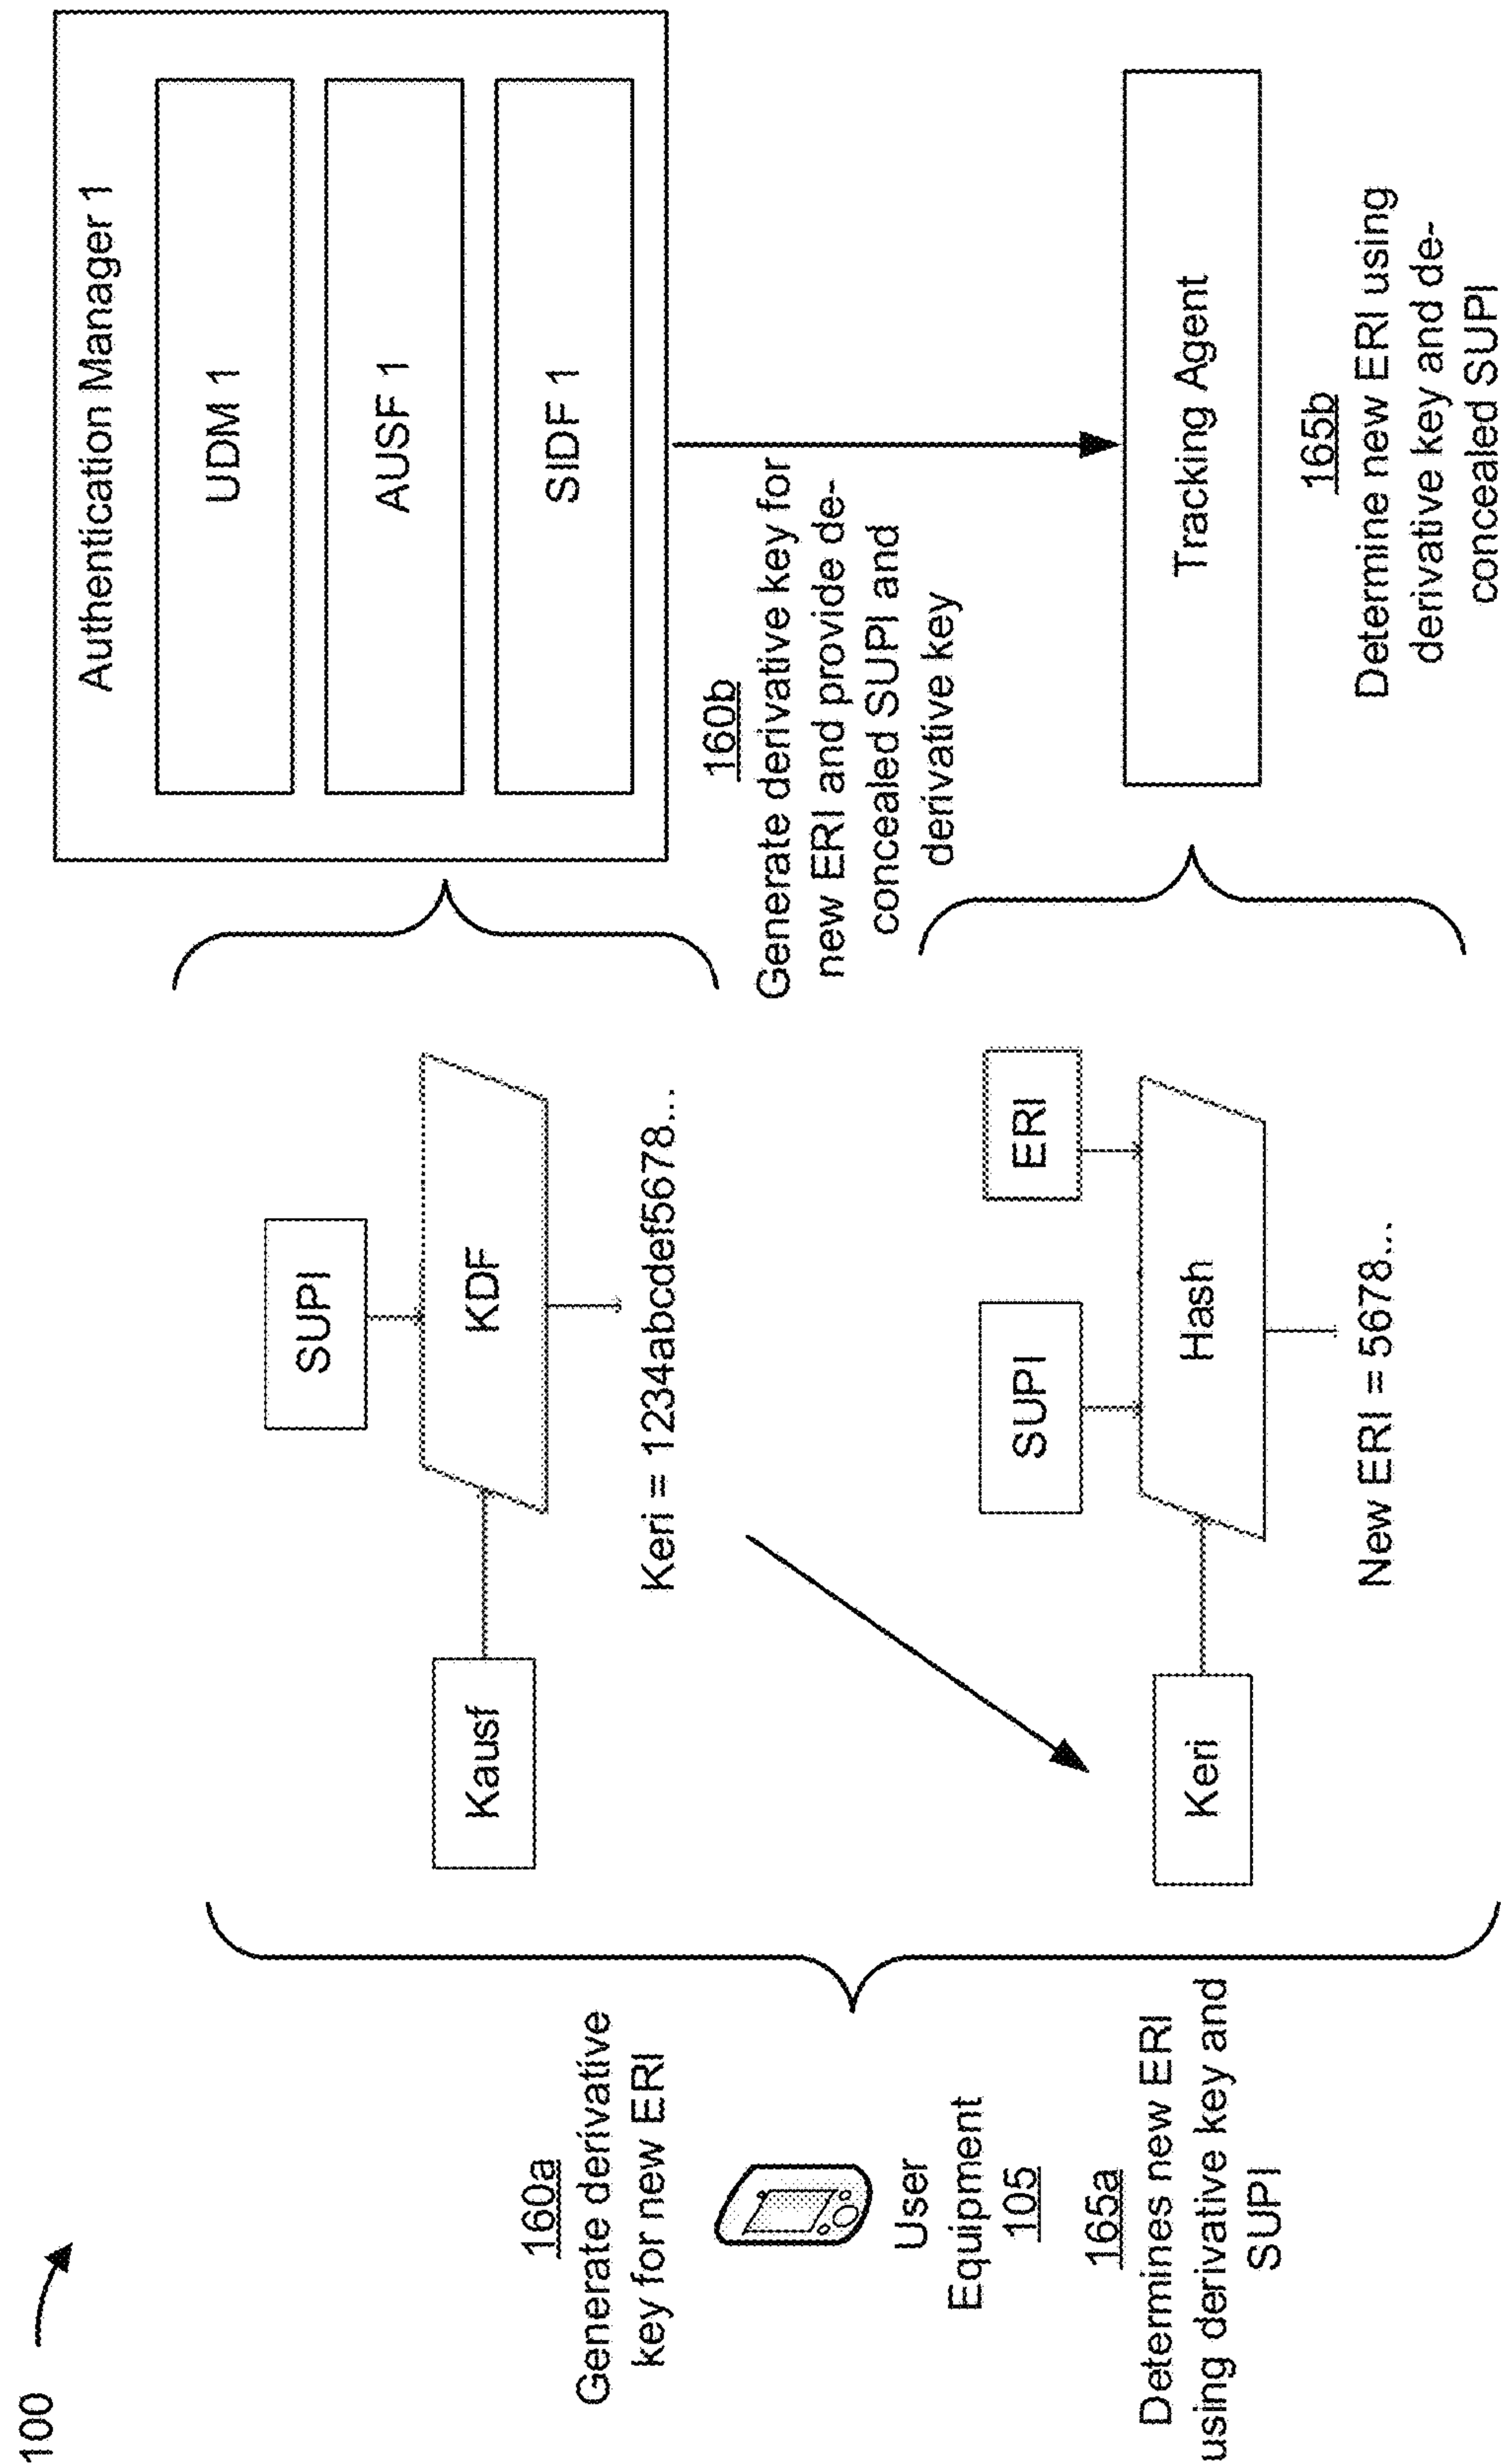 100
160a
Generate derivative
key for new ERI
User
Equipment
105
165a
Determines new ERI
using derivative key and
SUPI
SUPI
Kausf
KDF
Keri = 1234abcdef5678...
SUPI
ERI
Keri
Hash
New ERI = 5678...
Authentication Manager 1
UDM 1
AUSF 1
SIDF 1
160b
Generate derivative key for
new ERI and provide de-
concealed SUPI and
derivative key
Tracking Agent
165b
Determine new ERI using
derivative key and de-
concealed SUPI